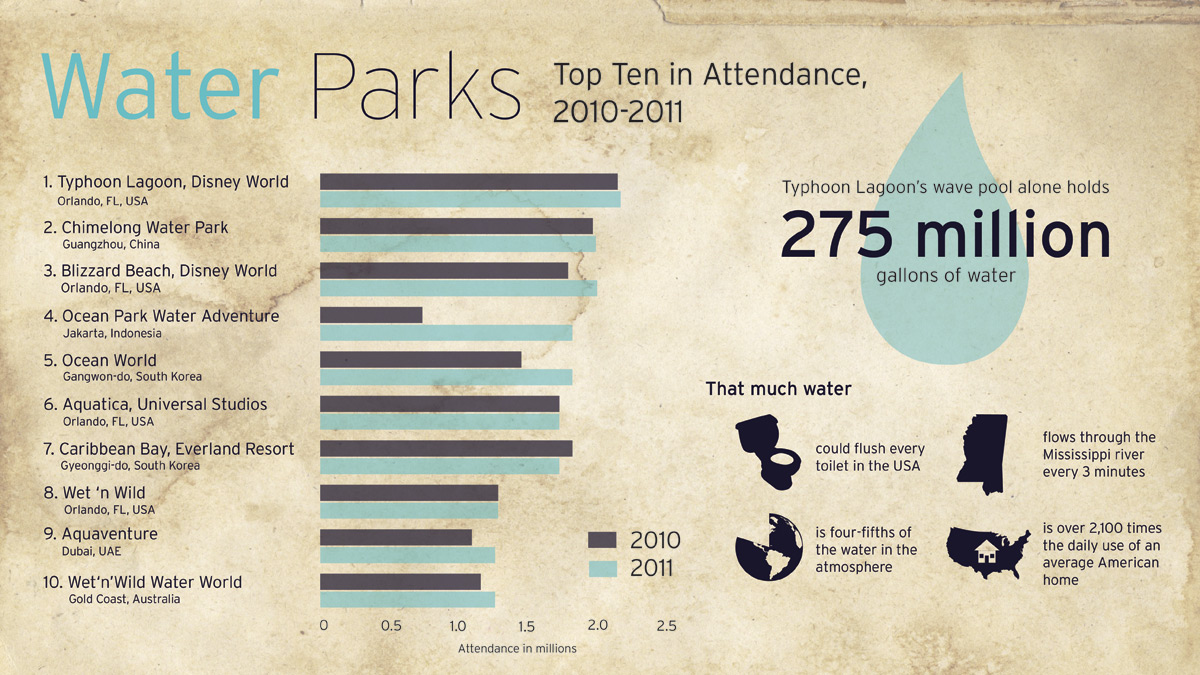 Water Parks
Top Ten in Attendance,
2010-2011
1. Typhoon Lagoon, Disney World
Orlando, FL, USA
2. Chimelong Water Park
Guangzhou, China
3. Blizzard Beach, Disney World
Orlando, FL, USA
4. Ocean Park Water Adventure
Jakarta, Indonesia
5. Ocean World
Gangwon-do, South Korea
6. Aquatica, Universal Studios
Orlando, FL, USA
7. Caribbean Bay, Everland Resort
Gyeonggi-do, South Korea
8. Wet ‘n Wild
Orlando, FL, USA
9. Aquaventure
Dubai, UAE
10. Wet‘n’Wild Water World
Gold Coast, Australia
0 0.5 1.0 1.5 2.0 2.5
Attendance in millions
2010
2011
Typhoon Lagoon’s wave pool alone holds
275 million
gallons of water
That much water
could flush every
toilet in the USA
flows through the
Mississippi river
every 3 minutes
is four-fifths of
the water in the
atmosphere
is over 2,100 times
the daily use of an
average American
home